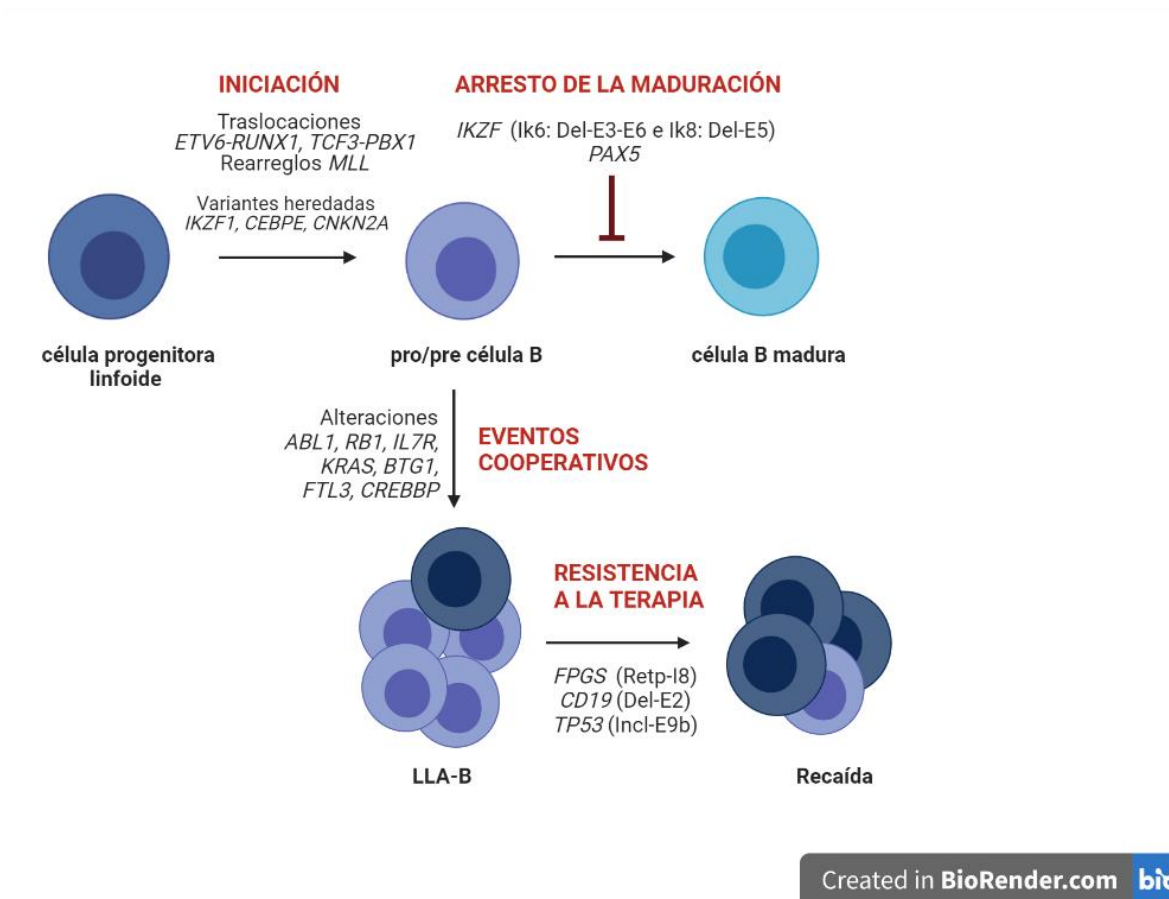 INICIACIÓN
Traslocaciones
ETV6-RUNX1, TCF3-PBX1
Rearreglos MLL
Variantes heredadas
IKZF1, CEBPE, CNKN2A
ARRESTO DE LA MADURACIÓN
IKZF (Ik6: Del-E3-E6 e Ik8: Del-E5)
PAX5
célula progenitora
linfoide
pro/pre célula B
célula B madura
Alteraciones
ABL1, RB1, IL7R,
KRAS, BTG1,
FTL3, CREBBP
EVENTOS
COOPERATIVOS
RESISTENCIA
A LA TERAPIA
FPGS (Retp-I8)
CD19 (Del-E2)
TP53 (Incl-E9b)
LLA-B
Recaída
Created in BioRender.com